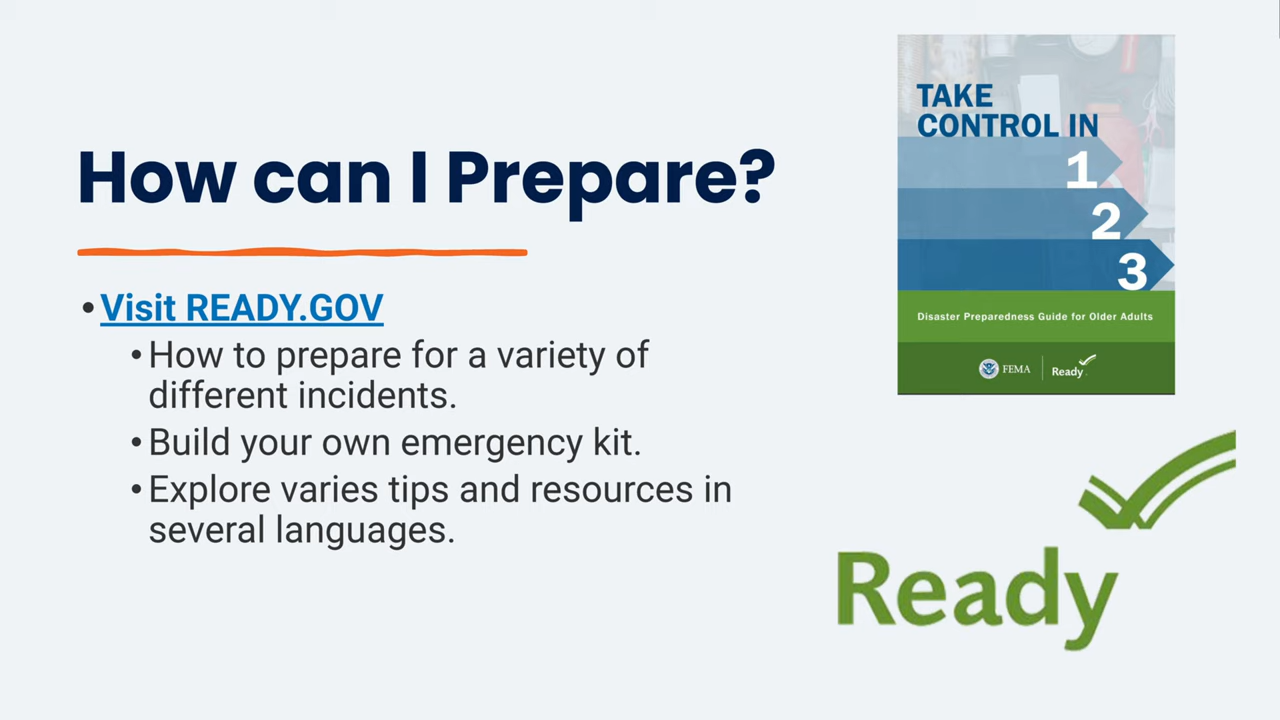 How can I Prepare?
•Visit READY.GOV
•How to prepare for a variety of
different incidents.
•Build your own emergency kit.
•Explore varies tips and resources in
several languages.
TAKE
CONTROL IN
1
2
3
Disaster Preparedness Guide for Older Adults
FEMA
Ready
Ready